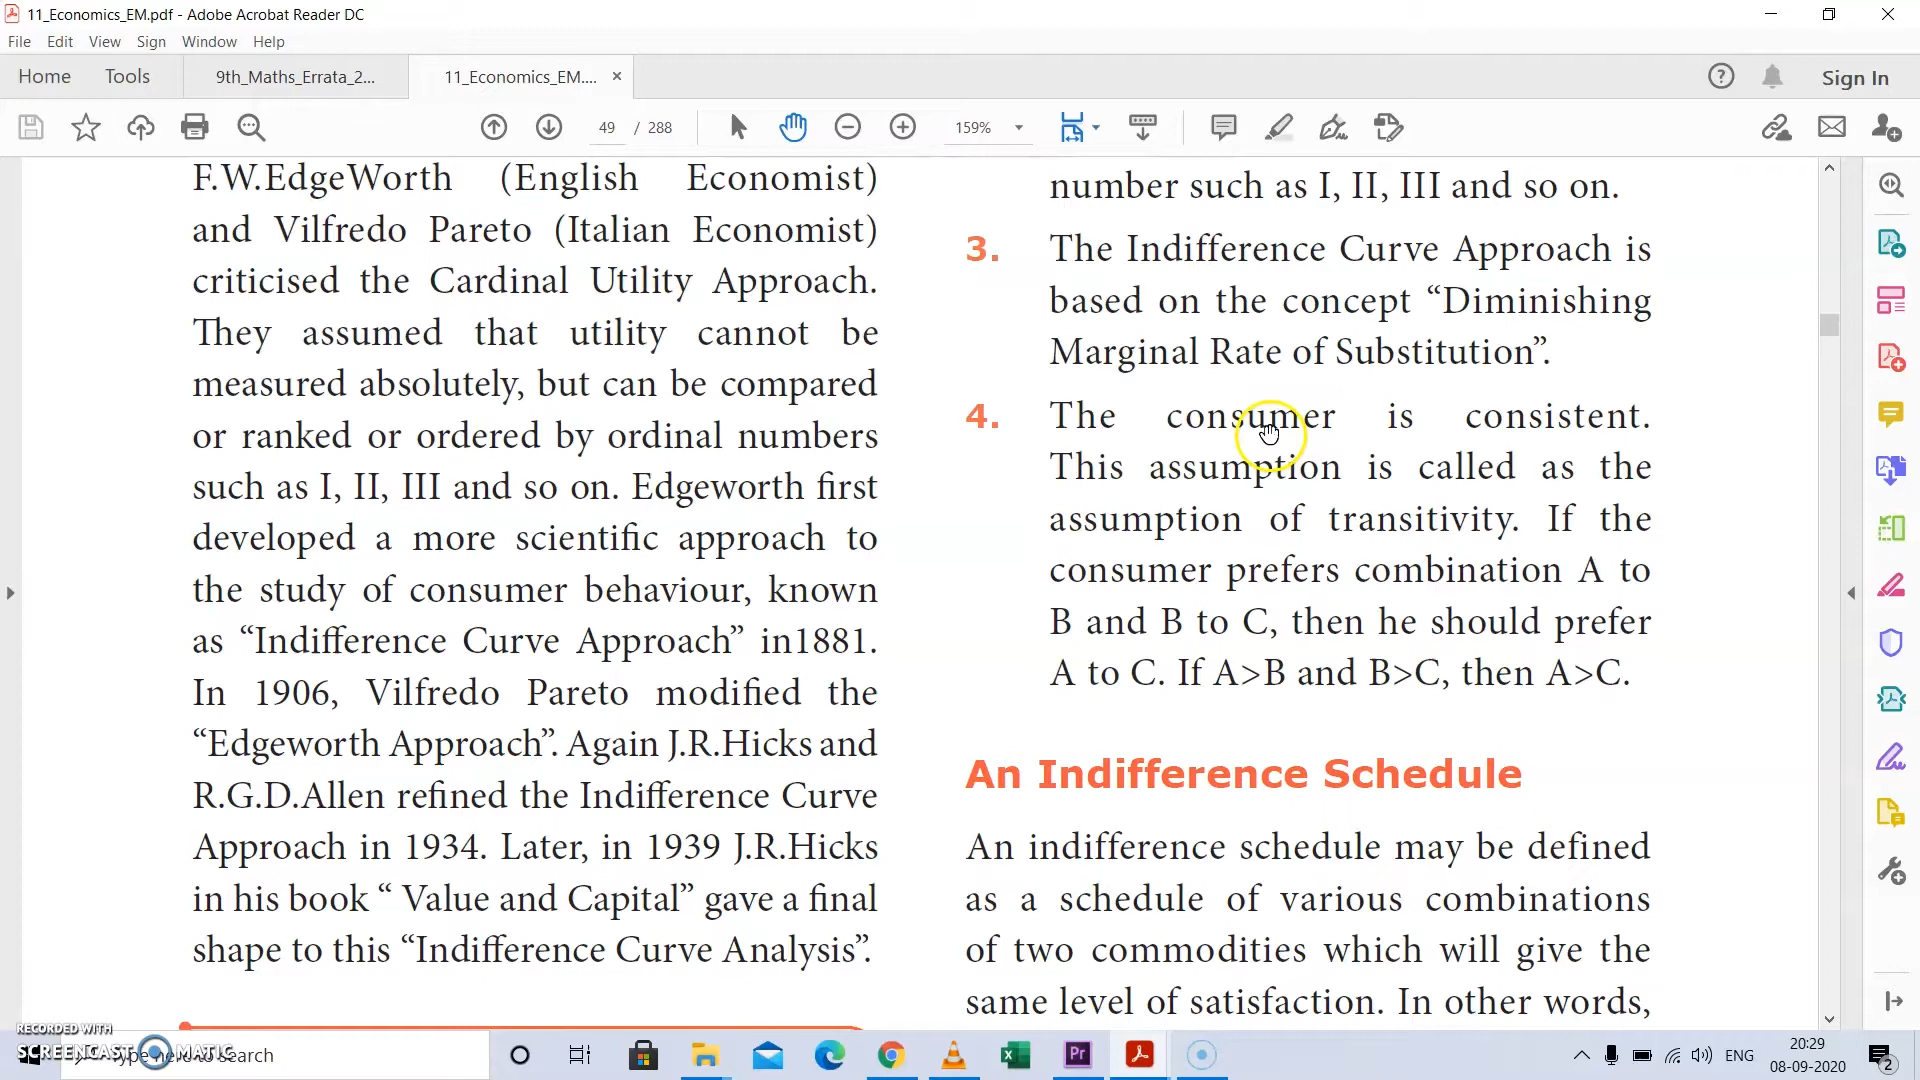 11_Economics_EM.pdf - Adobe Acrobat Reader DC
File Edit View Sign Window Help
Home Tools 9th_Maths_Errata_2... 11_Economics_EM.... × Sign In
49 / 288 159%
F.W.EdgeWorth (English Economist)
and Vilfredo Pareto (Italian Economist)
criticised the Cardinal Utility Approach.
They assumed that utility cannot be
measured absolutely, but can be compared
or ranked or ordered by ordinal numbers
such as I, II, III and so on. Edgeworth first
developed a more scientific approach to
the study of consumer behaviour, known
as “Indifference Curve Approach” in1881.
In 1906, Vilfredo Pareto modified the
“Edgeworth Approach”. Again J.R.Hicks and
R.G.D.Allen refined the Indifference Curve
Approach in 1934. Later, in 1939 J.R.Hicks
in his book “ Value and Capital” gave a final
shape to this “Indifference Curve Analysis”.
number such as I, II, III and so on.
3. The Indifference Curve Approach is
based on the concept “Diminishing
Marginal Rate of Substitution”.
4. The consumer is consistent.
This assumption is called as the
assumption of transitivity. If the
consumer prefers combination A to
B and B to C, then he should prefer
A to C. If A>B and B>C, then A>C.
An Indifference Schedule
An indifference schedule may be defined
as a schedule of various combinations
of two commodities which will give the
same level of satisfaction. In other words,
RECORDED WITH
SCREENCAST MATIC
Type here to search
Pr
ENG
20:29
08-09-2020
2